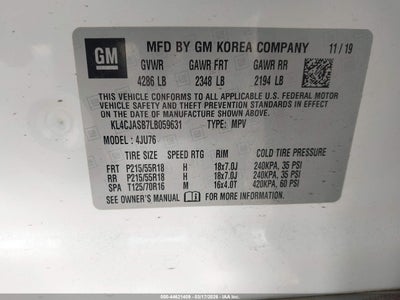 GM
MFD BY GM KOREA COMPANY 11/19
GVWR GAWR FRT GAWR RR
4286 LB 2348 LB 2194 LB
THIS VEHICLE CONFORMS TO ALL APPLICABLE U.S. FEDERAL MOTOR
VEHICLE SAFETY, BUMPER, AND THEFT PREVENTION STANDARDS IN
EFFECT ON THE DATE OF MANUFACTURE SHOWN ABOVE.
KL4CJASB7LB059631 TYPE: MPV
MODEL: 4JU76
TIRE SIZE SPEED RTG RIM COLD TIRE PRESSURE
FRT P215/55R18 H 18x7.0J 240KPA, 35 PSI
RR P215/55R18 H 18x7.0J 240KPA, 35 PSI
SPA T125/70R16 M 16x4.0T 420KPA, 60 PSI
SEE OWNER'S MANUAL FOR MORE INFORMATION